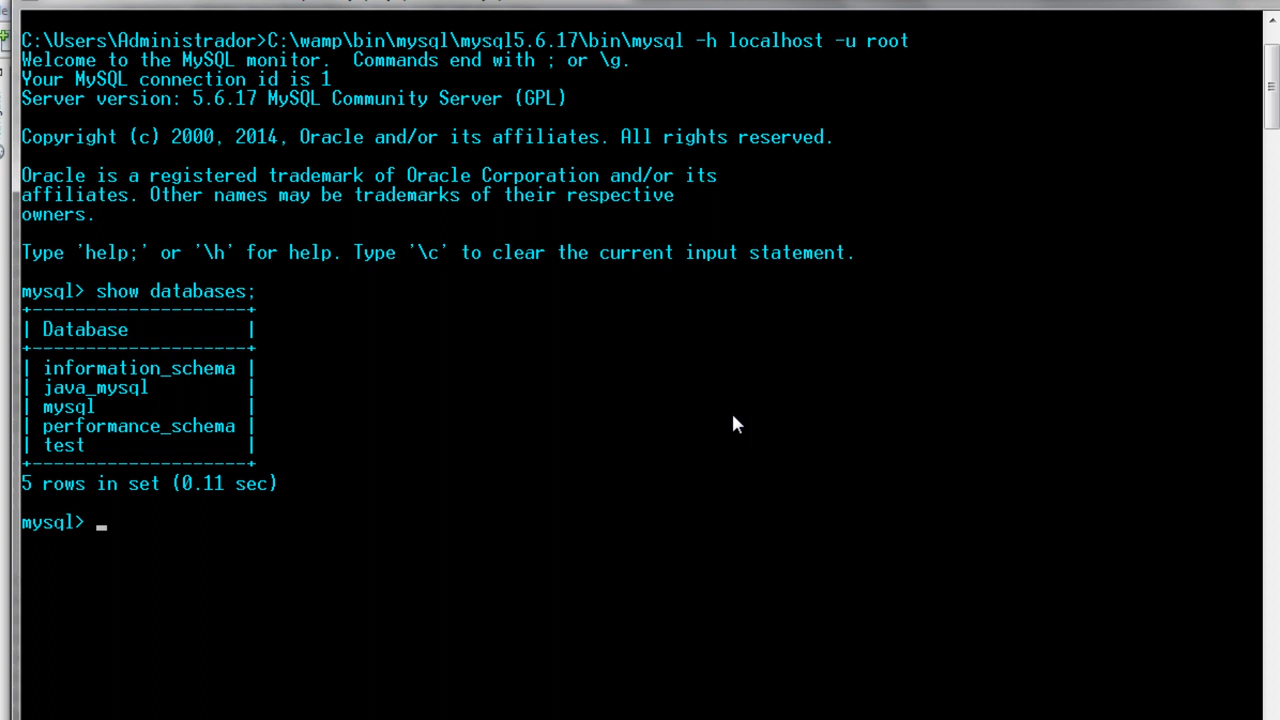 C:\Users\Administrador>C:\wamp\bin\mysql\mysql5.6.17\bin\mysql -h localhost -u root
Welcome to the MySQL monitor.  Commands end with ; or \g.
Your MySQL connection id is 1
Server version: 5.6.17 MySQL Community Server (GPL)
Copyright (c) 2000, 2014, Oracle and/or its affiliates. All rights reserved.
Oracle is a registered trademark of Oracle Corporation and/or its
affiliates. Other names may be trademarks of their respective
owners.
Type 'help;' or '\h' for help. Type '\c' to clear the current input statement.
mysql> show databases;
+--------------------+
| Database           |
+--------------------+
| information_schema |
| java_mysql         |
| mysql              |
| performance_schema |
| test               |
+--------------------+
5 rows in set (0.11 sec)
mysql> _